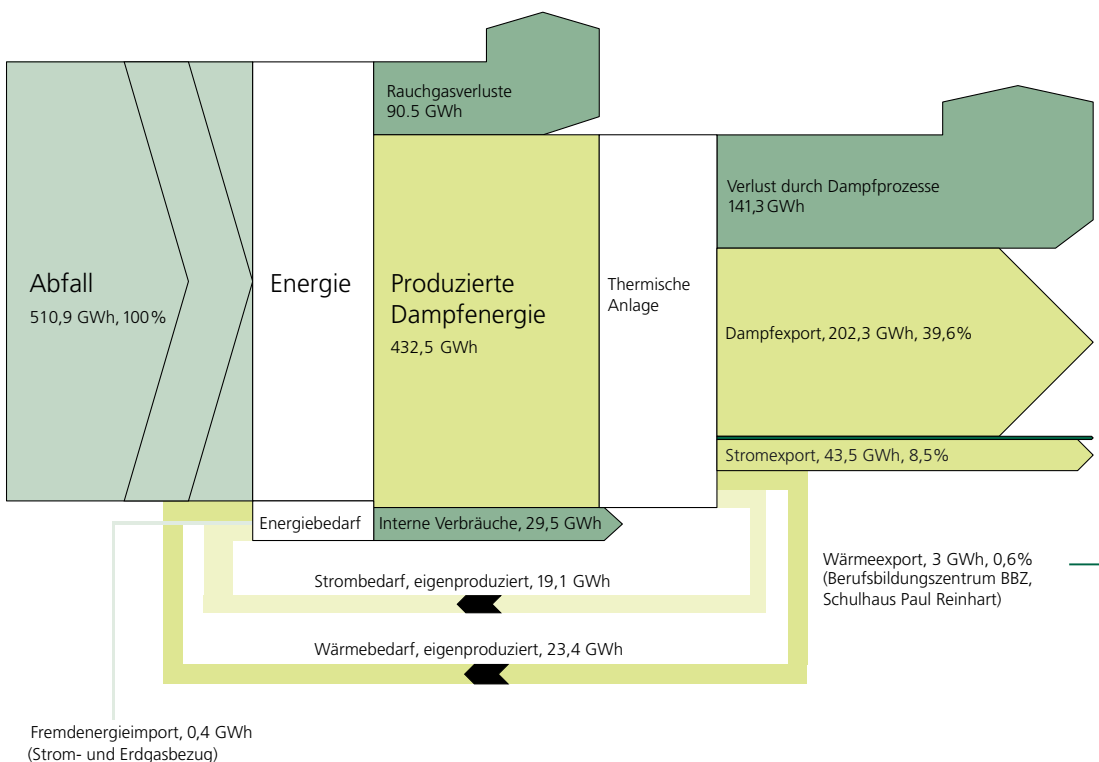 Rauchgasverluste
90.5 GWh
Verlust durch Dampfprozesse
141,3 GWh
Abfall
510,9 GWh, 100%
Energie
Produzierte
Dampfenergie
432,5 GWh
Thermische
Anlage
Dampfexport, 202,3 GWh, 39,6%
Stromexport, 43,5 GWh, 8,5%
Energiebedarf
Interne Verbräuche, 29,5 GWh
Wärmeexport, 3 GWh, 0,6%
(Berufsbildungszentrum BBZ,
Schulhaus Paul Reinhart)
Strombedarf, eigenproduziert, 19,1 GWh
Wärmebedarf, eigenproduziert, 23,4 GWh
Fremdenergieimport, 0,4 GWh
(Strom- und Erdgasbezug)